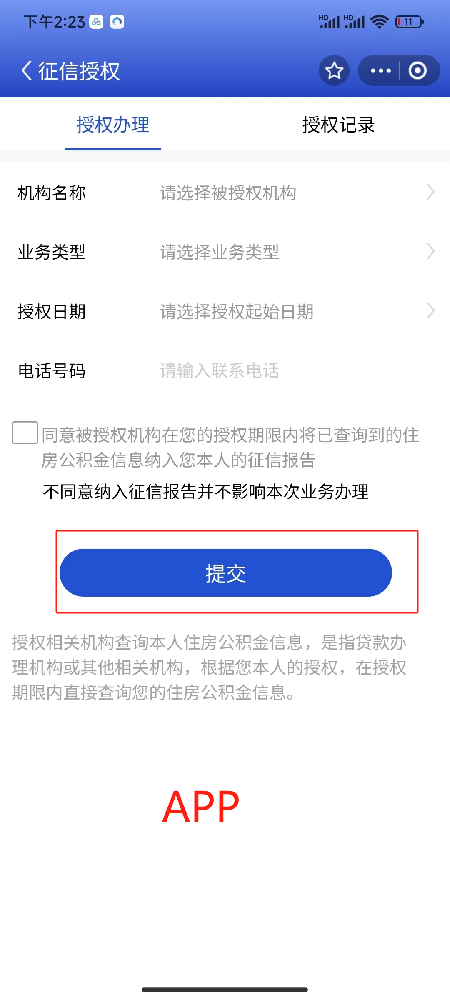 下午2:23
HD HD 11
征信授权
授权办理 授权记录
机构名称 请选择被授权机构
业务类型 请选择业务类型
授权日期 请选择授权起始日期
电话号码 请输入联系电话
同意被授权机构在您的授权期限内将已查询到的住
房公积金信息纳入您本人的征信报告
不同意纳入征信报告并不影响本次业务办理
提交
授权相关机构查询本人住房公积金信息，是指贷款办
理机构或其他相关机构，根据您本人的授权，在授权
期限内直接查询您的住房公积金信息。
APP